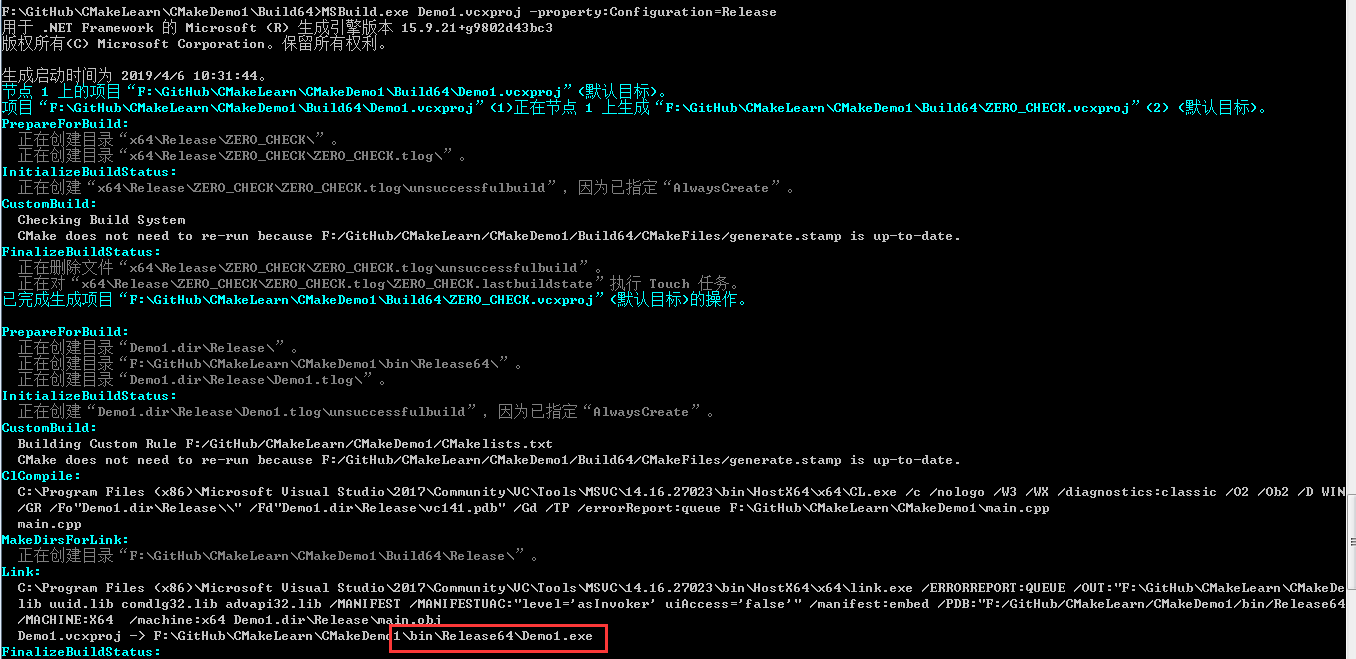 F:\GitHub\CMakeLearn\CMakeDemo1\Build64>MSBuild.exe Demo1.vcxproj -property:Configuration=Release
用于 .NET Framework 的 Microsoft (R) 生成引擎版本 15.9.21+g9802d43bc3
版权所有(C) Microsoft Corporation。保留所有权利。
生成启动时间为 2019/4/6 10:31:44。
节点 1 上的项目“F:\GitHub\CMakeLearn\CMakeDemo1\Build64\Demo1.vcxproj”(默认目标)。
项目“F:\GitHub\CMakeLearn\CMakeDemo1\Build64\Demo1.vcxproj”(1)正在节点 1 上生成“F:\GitHub\CMakeLearn\CMakeDemo1\Build64\ZERO_CHECK.vcxproj”(2) (默认目标)。
PrepareForBuild:
  正在创建目录“x64\Release\ZERO_CHECK\”。
  正在创建目录“x64\Release\ZERO_CHECK\ZERO_CHECK.tlog\”。
InitializeBuildStatus:
  正在创建“x64\Release\ZERO_CHECK\ZERO_CHECK.tlog\unsuccessfulbuild”，因为已指定“AlwaysCreate”。
CustomBuild:
  Checking Build System
  CMake does not need to re-run because F:/GitHub/CMakeLearn/CMakeDemo1/Build64/CMakeFiles/generate.stamp is up-to-date.
FinalizeBuildStatus:
  正在删除文件“x64\Release\ZERO_CHECK\ZERO_CHECK.tlog\unsuccessfulbuild”。
  正在对“x64\Release\ZERO_CHECK\ZERO_CHECK.tlog\ZERO_CHECK.lastbuildstate”执行 Touch 任务。
已完成生成项目“F:\GitHub\CMakeLearn\CMakeDemo1\Build64\ZERO_CHECK.vcxproj”(默认目标)的操作。
PrepareForBuild:
  正在创建目录“Demo1.dir\Release\”。
  正在创建目录“F:\GitHub\CMakeLearn\CMakeDemo1\bin\Release64\”。
  正在创建目录“Demo1.dir\Release\Demo1.tlog\”。
InitializeBuildStatus:
  正在创建“Demo1.dir\Release\Demo1.tlog\unsuccessfulbuild”，因为已指定“AlwaysCreate”。
CustomBuild:
  Building Custom Rule F:/GitHub/CMakeLearn/CMakeDemo1/CMakelists.txt
  CMake does not need to re-run because F:/GitHub/CMakeLearn/CMakeDemo1/Build64/CMakeFiles/generate.stamp is up-to-date.
ClCompile:
  C:\Program Files (x86)\Microsoft Visual Studio\2017\Community\VC\Tools\MSVC\14.16.27023\bin\HostX64\x64\CL.exe /c /nologo /W3 /WX /diagnostics:classic /O2 /Ob2 /D WIN
/GR /Fo"Demo1.dir\Release\\" /Fd"Demo1.dir\Release\vc141.pdb" /Gd /TP /errorReport:queue F:\GitHub\CMakeLearn\CMakeDemo1\main.cpp
  main.cpp
MakeDirsForLink:
  正在创建目录“F:\GitHub\CMakeLearn\CMakeDemo1\Build64\Release\”。
Link:
  C:\Program Files (x86)\Microsoft Visual Studio\2017\Community\VC\Tools\MSVC\14.16.27023\bin\HostX64\x64\link.exe /ERRORREPORT:QUEUE /OUT:"F:\GitHub\CMakeLearn\CMakeDe
lib uuid.lib comdlg32.lib advapi32.lib /MANIFEST /MANIFESTUAC:"level='asInvoker' uiAccess='false'" /manifest:embed /PDB:"F:/GitHub/CMakeLearn/CMakeDemo1/bin/Release64
/MACHINE:X64  /machine:x64 Demo1.dir\Release\main.obj
  Demo1.vcxproj -> F:\GitHub\CMakeLearn\CMakeDemo1\bin\Release64\Demo1.exe
FinalizeBuildStatus: